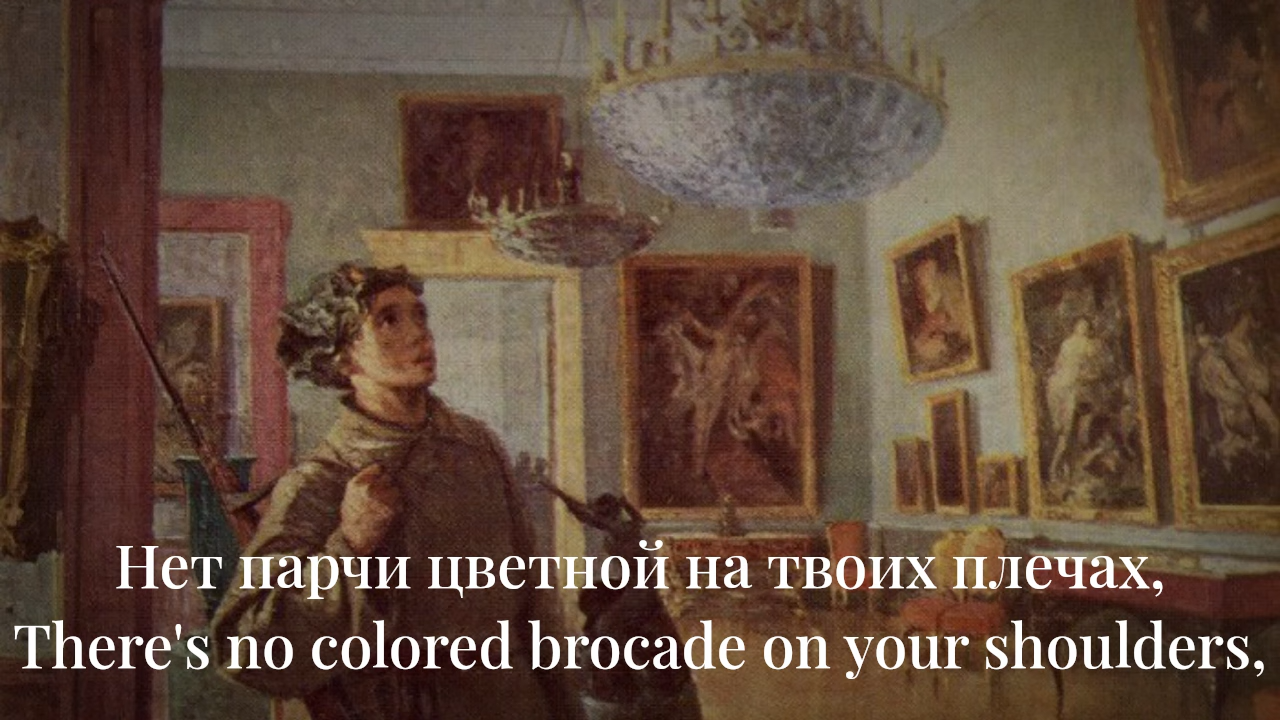 Нет парчи цветной на твоих плечах,
There's no colored brocade on your shoulders,